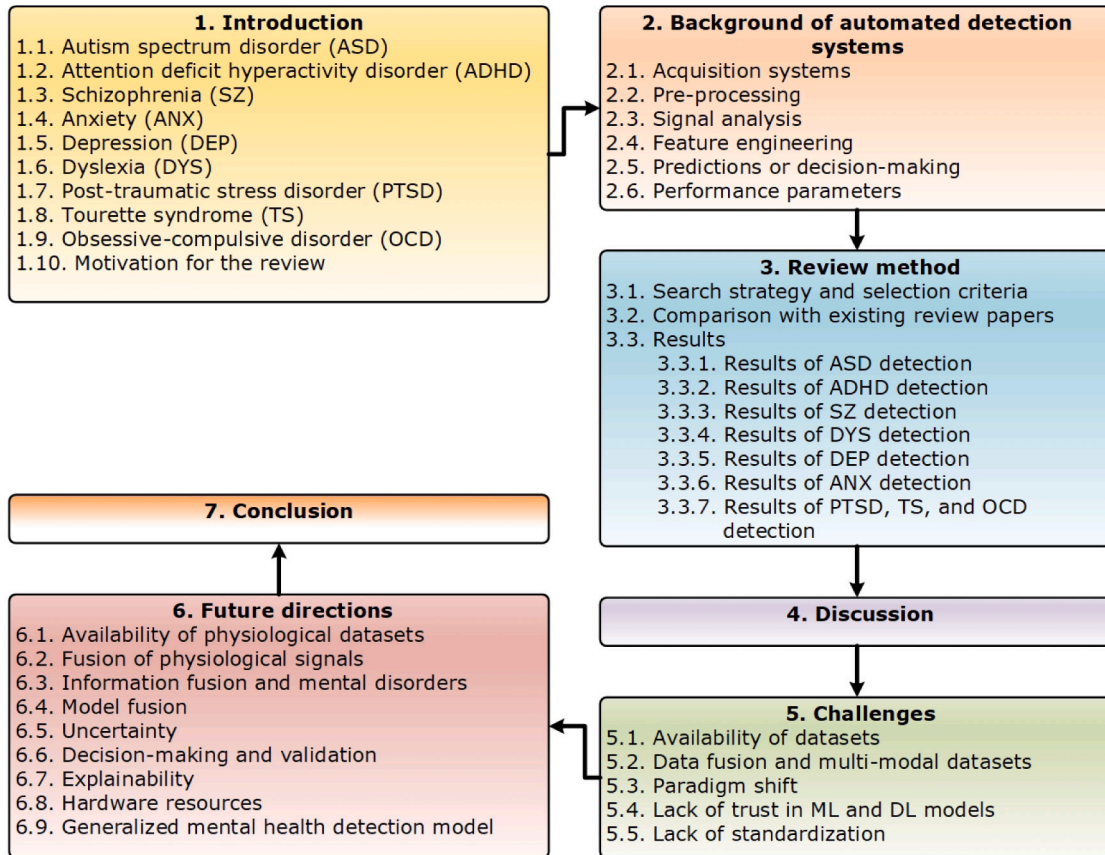 1. Introduction
1.1. Autism spectrum disorder (ASD)
1.2. Attention deficit hyperactivity disorder (ADHD)
1.3. Schizophrenia (SZ)
1.4. Anxiety (ANX)
1.5. Depression (DEP)
1.6. Dyslexia (DYS)
1.7. Post-traumatic stress disorder (PTSD)
1.8. Tourette syndrome (TS)
1.9. Obsessive-compulsive disorder (OCD)
1.10. Motivation for the review
2. Background of automated detection
systems
2.1. Acquisition systems
2.2. Pre-processing
2.3. Signal analysis
2.4. Feature engineering
2.5. Predictions or decision-making
2.6. Performance parameters
3. Review method
3.1. Search strategy and selection criteria
3.2. Comparison with existing review papers
3.3. Results
3.3.1. Results of ASD detection
3.3.2. Results of ADHD detection
3.3.3. Results of SZ detection
3.3.4. Results of DYS detection
3.3.5. Results of DEP detection
3.3.6. Results of ANX detection
3.3.7. Results of PTSD, TS, and OCD
detection
4. Discussion
5. Challenges
5.1. Availability of datasets
5.2. Data fusion and multi-modal datasets
5.3. Paradigm shift
5.4. Lack of trust in ML and DL models
5.5. Lack of standardization
6. Future directions
6.1. Availability of physiological datasets
6.2. Fusion of physiological signals
6.3. Information fusion and mental disorders
6.4. Model fusion
6.5. Uncertainty
6.6. Decision-making and validation
6.7. Explainability
6.8. Hardware resources
6.9. Generalized mental health detection model
7. Conclusion